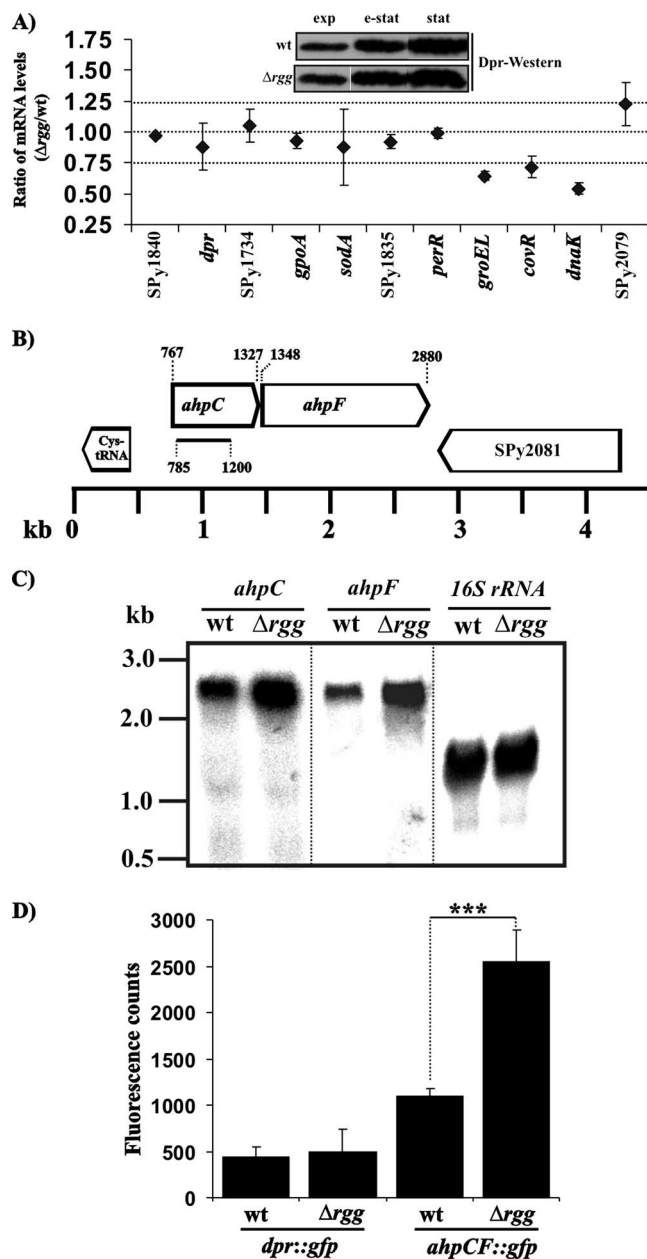 A)
exp e-stat stat
wt
Δrgg
Dpr-Western
Ratio of mRNA levels
(Δrgg/wt)
1.75
1.50
1.25
1.00
0.75
0.50
0.25
SPy1840
dpr
SPy1734
gpoA
sodA
SPy1835
perR
groEL
covR
dnaK
SPy2079
B)
767 1327 1348 2880
ahpC ahpF
Cys-
tRNA
785 1200
SPy2081
kb 0 1 2 3 4
C)
ahpC ahpF 16S rRNA
kb wt Δrgg wt Δrgg wt Δrgg
3.0
2.0
1.0
0.5
D)
***
Fluorescence counts
3000
2500
2000
1500
1000
500
0
wt Δrgg wt Δrgg
dpr::gfp ahpCF::gfp